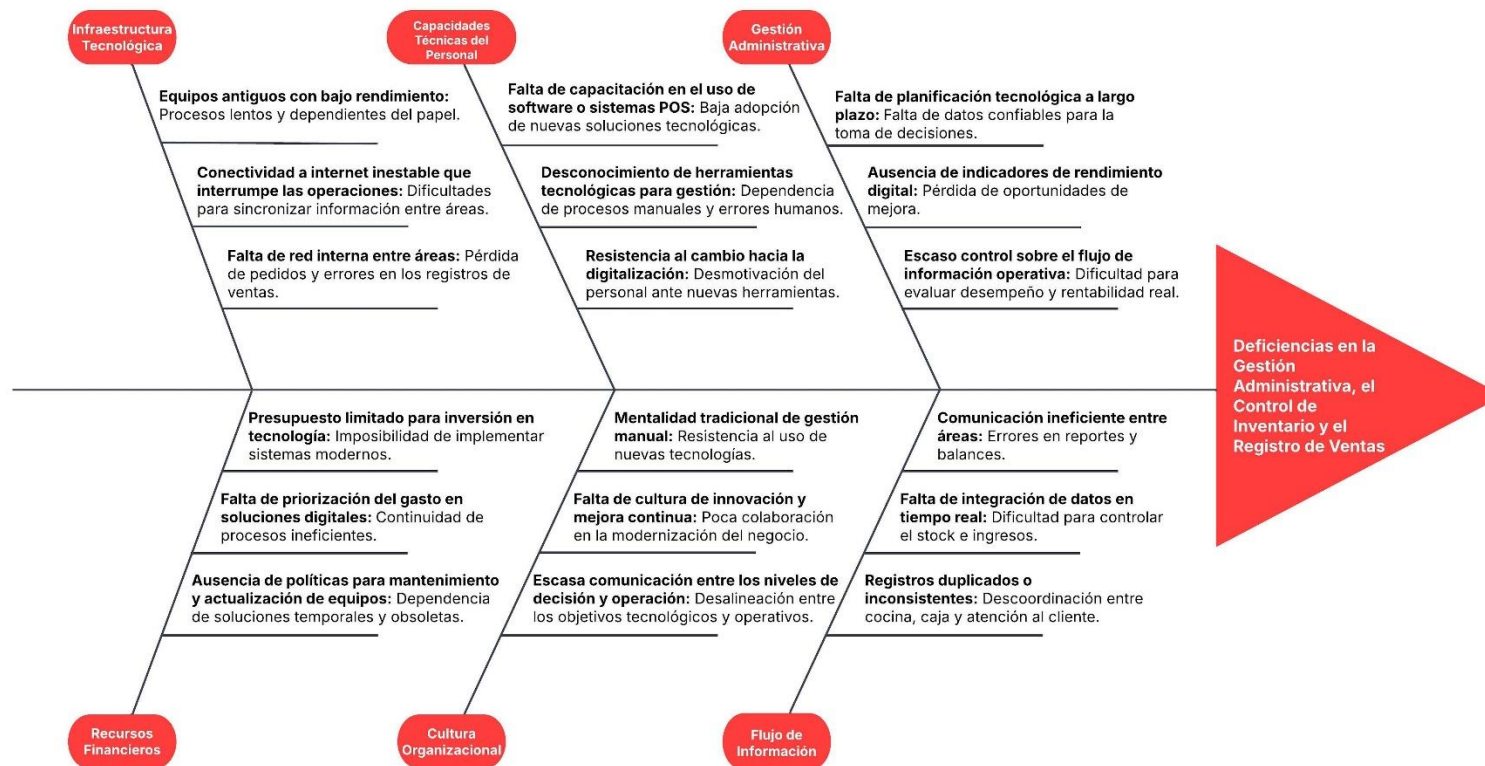 Infraestructura
Tecnológica
Capacidades
Técnicas del
Personal
Gestión
Administrativa
Equipos antiguos con bajo rendimiento:
Procesos lentos y dependientes del papel.
Conectividad a internet inestable que
interrumpe las operaciones: Dificultades
para sincronizar información entre áreas.
Falta de red interna entre áreas: Pérdida
de pedidos y errores en los registros de
ventas.
Falta de capacitación en el uso de
software o sistemas POS: Baja adopción
de nuevas soluciones tecnológicas.
Desconocimiento de herramientas
tecnológicas para gestión: Dependencia
de procesos manuales y errores humanos.
Resistencia al cambio hacia la
digitalización: Desmotivación del
personal ante nuevas herramientas.
Falta de planificación tecnológica a largo
plazo: Falta de datos confiables para la
toma de decisiones.
Ausencia de indicadores de rendimiento
digital: Pérdida de oportunidades de
mejora.
Escaso control sobre el flujo de
información operativa: Dificultad para
evaluar desempeño y rentabilidad real.
Deficiencias en la
Gestión
Administrativa, el
Control de
Inventario y el
Registro de Ventas
Presupuesto limitado para inversión en
tecnología: Imposibilidad de implementar
sistemas modernos.
Falta de priorización del gasto en
soluciones digitales: Continuidad de
procesos ineficientes.
Ausencia de políticas para mantenimiento
y actualización de equipos: Dependencia
de soluciones temporales y obsoletas.
Mentalidad tradicional de gestión
manual: Resistencia al uso de
nuevas tecnologías.
Falta de cultura de innovación y
mejora continua: Poca colaboración
en la modernización del negocio.
Escasa comunicación entre los niveles de
decisión y operación: Desalineación entre
los objetivos tecnológicos y operativos.
Comunicación ineficiente entre
áreas: Errores en reportes y
balances.
Falta de integración de datos en
tiempo real: Dificultad para controlar
el stock e ingresos.
Registros duplicados o
inconsistentes: Descoordinación entre
cocina, caja y atención al cliente.
Recursos
Financieros
Cultura
Organizacional
Flujo de
Información